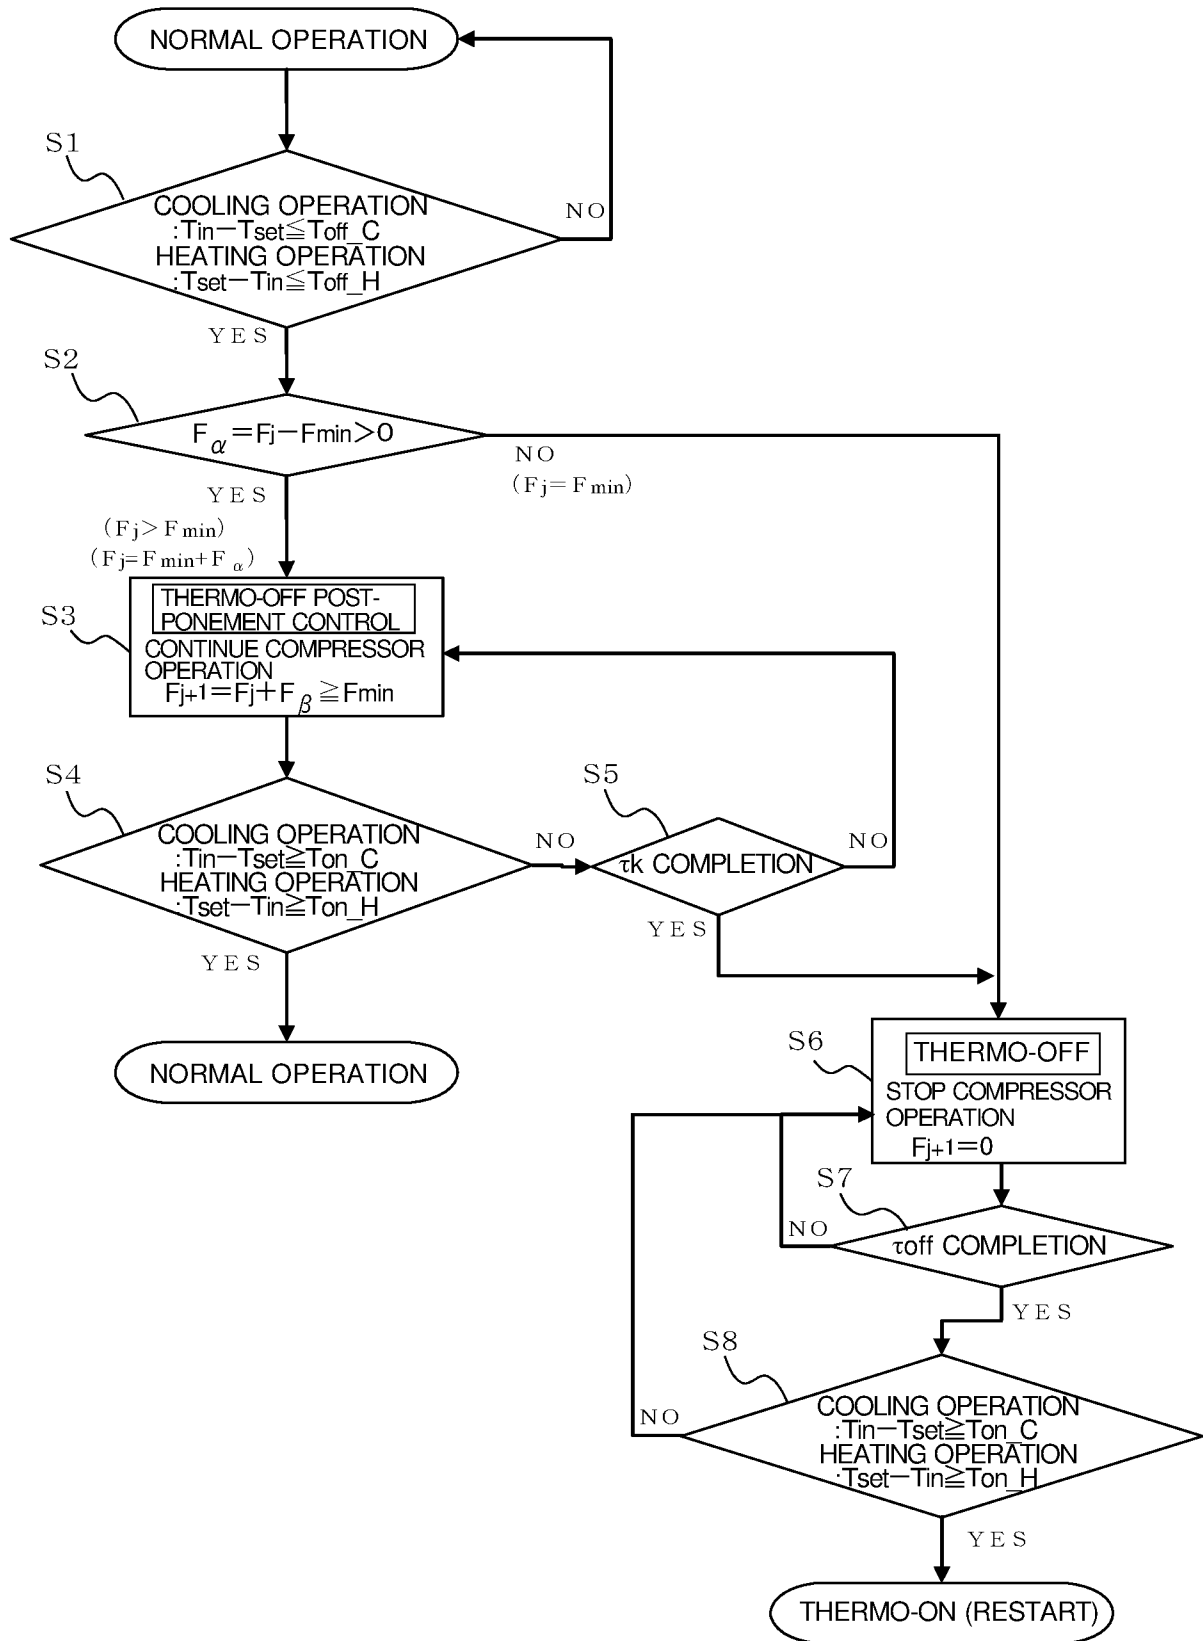 NORMAL OPERATION
S1
COOLING OPERATION
:Tin−Tset≦Toff_C
HEATING OPERATION
:Tset−Tin≦Toff_H
NO
YES
S2
Fα=Fj−Fmin>0
NO
(Fj=Fmin)
YES
(Fj>Fmin)
(Fj=Fmin+Fα)
S3
THERMO-OFF POST-
PONEMENT CONTROL
CONTINUE COMPRESSOR
OPERATION
Fj+1=Fj+Fβ≧Fmin
S4
COOLING OPERATION
:Tin−Tset≧Ton_C
HEATING OPERATION
:Tset−Tin≧Ton_H
NO
YES
S5
τk COMPLETION
NO
YES
NORMAL OPERATION
S6
THERMO-OFF
STOP COMPRESSOR
OPERATION
Fj+1=0
S7
τoff COMPLETION
NO
YES
S8
COOLING OPERATION
:Tin−Tset≧Ton_C
HEATING OPERATION
:Tset−Tin≧Ton_H
NO
YES
THERMO-ON (RESTART)